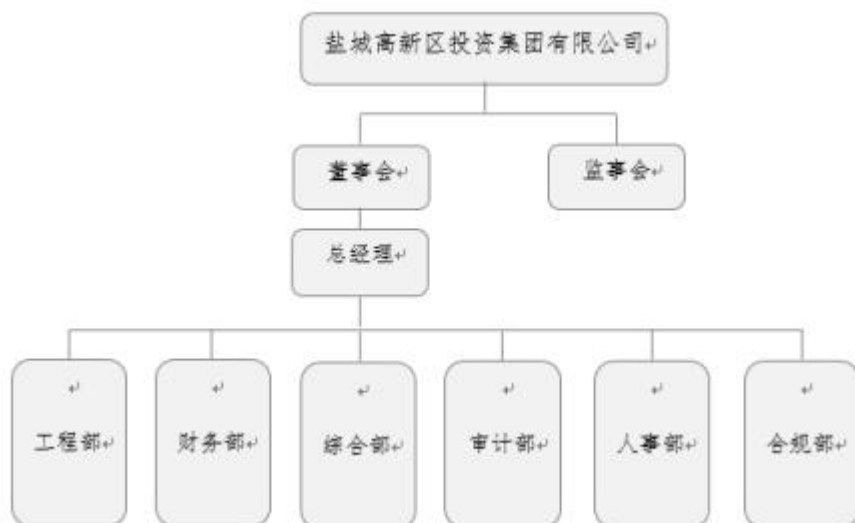 盐城高新区投资集团有限公司
董事会
监事会
总经理
工程部
财务部
综合部
审计部
人事部
合规部